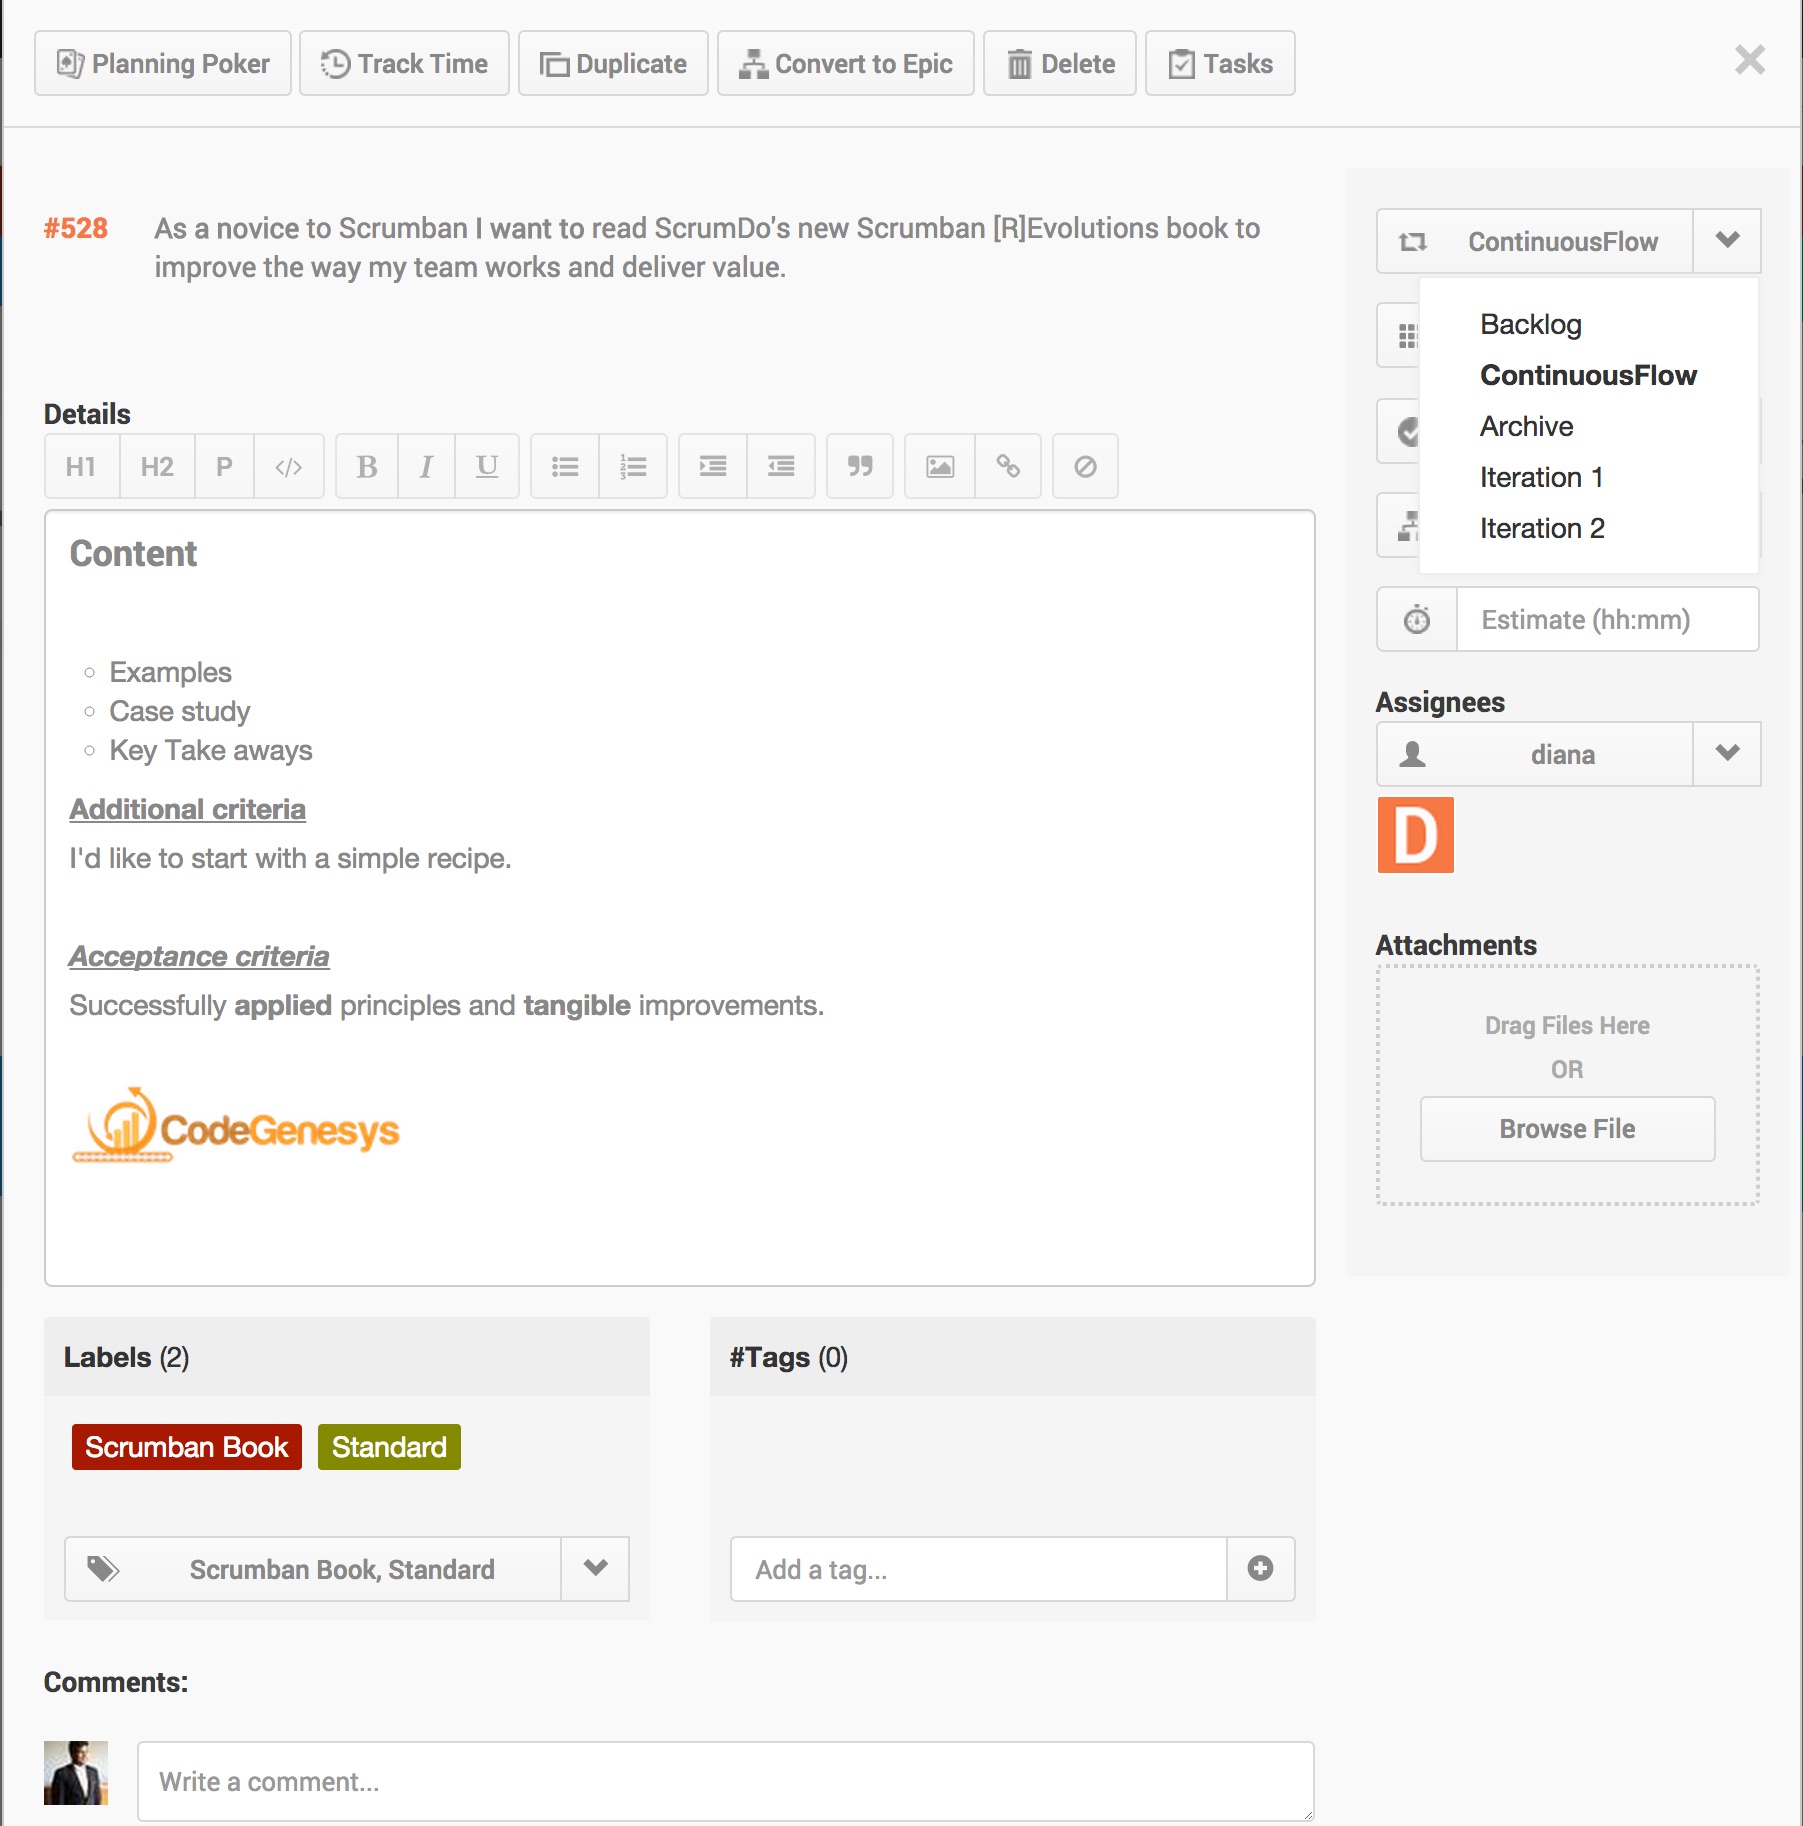 Planning Poker
Track Time
Duplicate
Convert to Epic
Delete
Tasks
#528
As a novice to Scrumban I want to read ScrumDo's new Scrumban [R]Evolutions book to
improve the way my team works and deliver value.
Details
H1
H2
P
</>
B
I
U
Content
Examples
Case study
Key Take aways
Additional criteria
I'd like to start with a simple recipe.
Acceptance criteria
Successfully applied principles and tangible improvements.
CodeGenesys
Labels (2)
Scrumban Book
Standard
Scrumban Book, Standard
#Tags (0)
Add a tag...
Comments:
Write a comment...
ContinuousFlow
Backlog
ContinuousFlow
Archive
Iteration 1
Iteration 2
Estimate (hh:mm)
Assignees
diana
D
Attachments
Drag Files Here
OR
Browse File